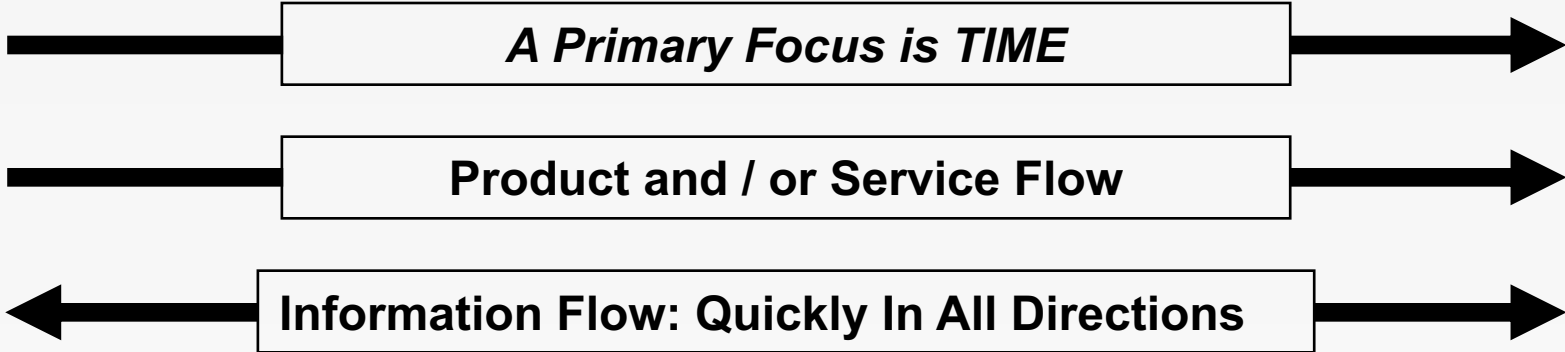 A Primary Focus is TIME
Product and / or Service Flow
Information Flow: Quickly In All Directions